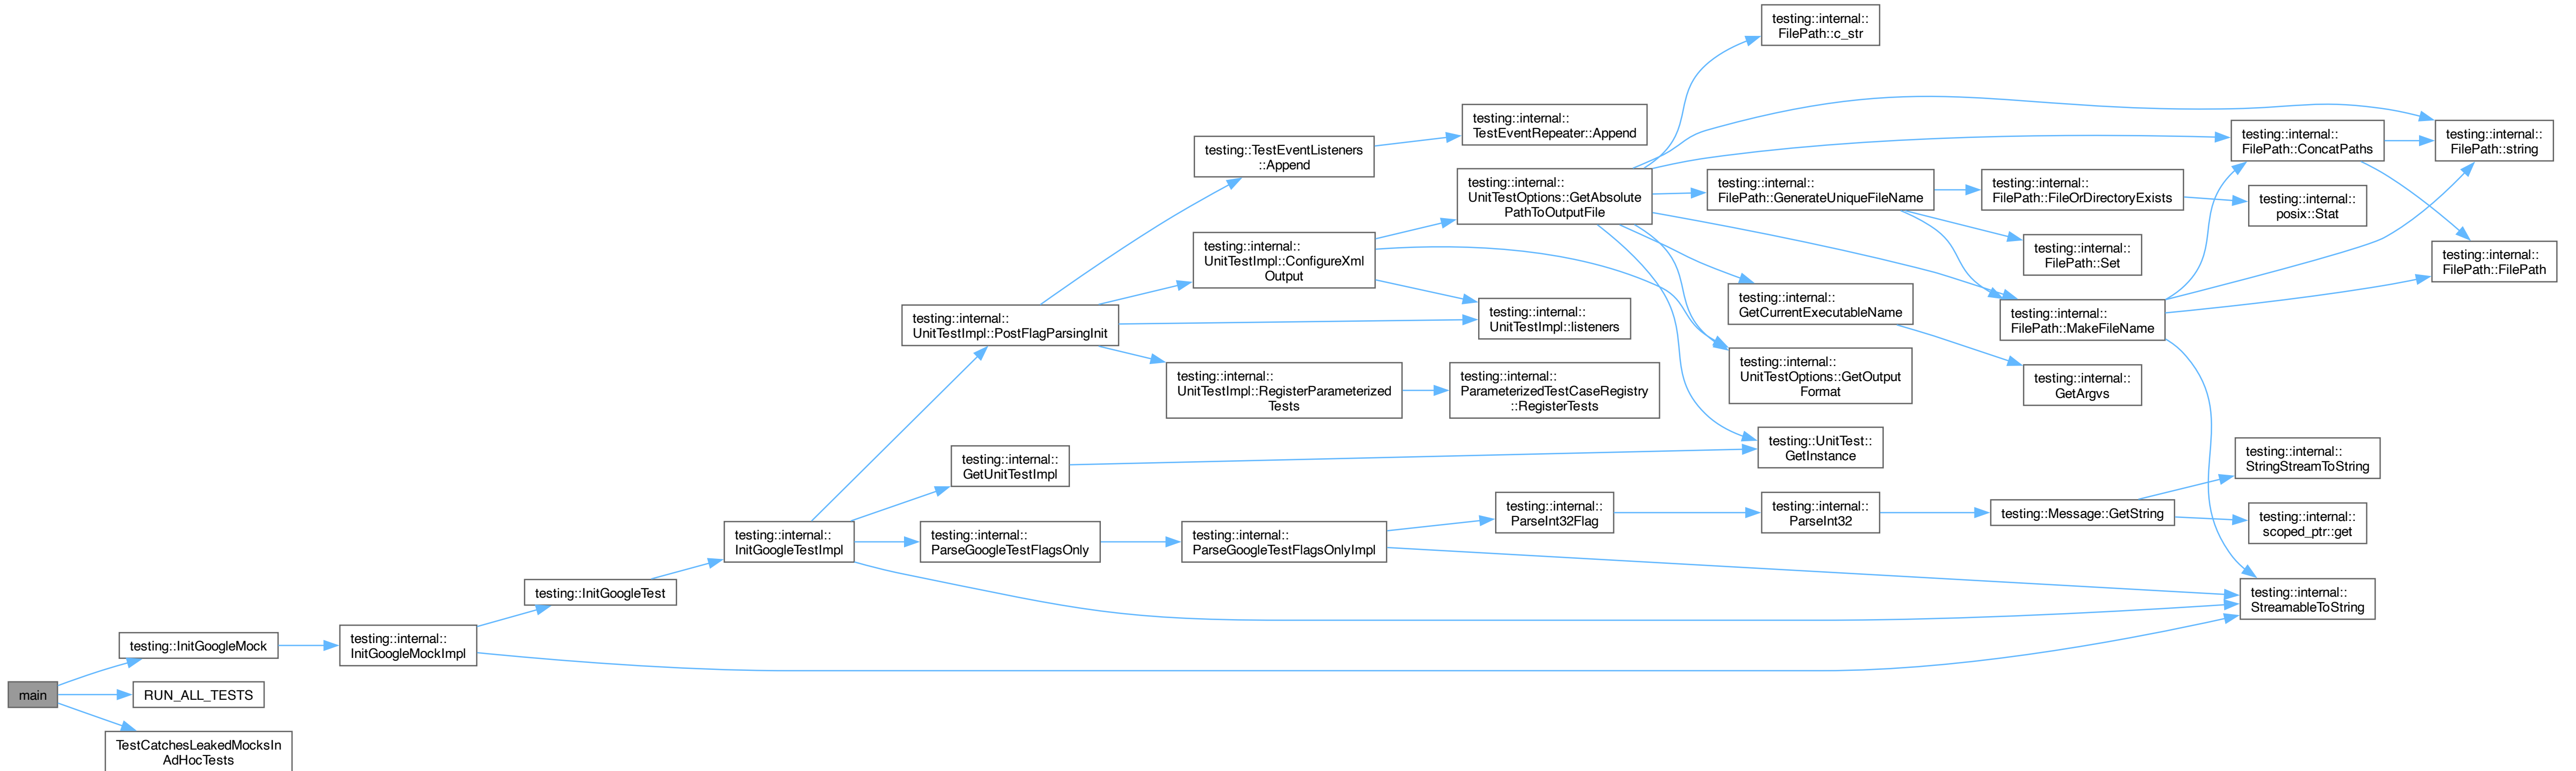 main
testing::InitGoogleMock
RUN_ALL_TESTS
TestCatchesLeakedMocksIn
AdHocTests
testing::internal::
InitGoogleMockImpl
testing::InitGoogleTest
testing::internal::
InitGoogleTestImpl
testing::internal::
UnitTestImpl::PostFlagParsingInit
testing::internal::
GetUnitTestImpl
testing::internal::
ParseGoogleTestFlagsOnly
testing::TestEventListeners
::Append
testing::internal::
UnitTestImpl::ConfigureXml
Output
testing::internal::
UnitTestImpl::RegisterParameterized
Tests
testing::internal::
ParseGoogleTestFlagsOnlyImpl
testing::internal::
TestEventRepeater::Append
testing::internal::
UnitTestOptions::GetAbsolute
PathToOutputFile
testing::internal::
UnitTestImpl::listeners
testing::internal::
ParameterizedTestCaseRegistry
::RegisterTests
testing::internal::
ParseInt32Flag
testing::internal::
FilePath::c_str
testing::internal::
FilePath::GenerateUniqueFileName
testing::internal::
GetCurrentExecutableName
testing::internal::
UnitTestOptions::GetOutput
Format
testing::UnitTest::
GetInstance
testing::internal::
ParseInt32
testing::internal::
FilePath::FileOrDirectoryExists
testing::internal::
FilePath::Set
testing::internal::
FilePath::MakeFileName
testing::internal::
GetArgvs
testing::Message::GetString
testing::internal::
FilePath::ConcatPaths
testing::internal::
posix::Stat
testing::internal::
StringStreamToString
testing::internal::
scoped_ptr::get
testing::internal::
StreamableToString
testing::internal::
FilePath::string
testing::internal::
FilePath::FilePath